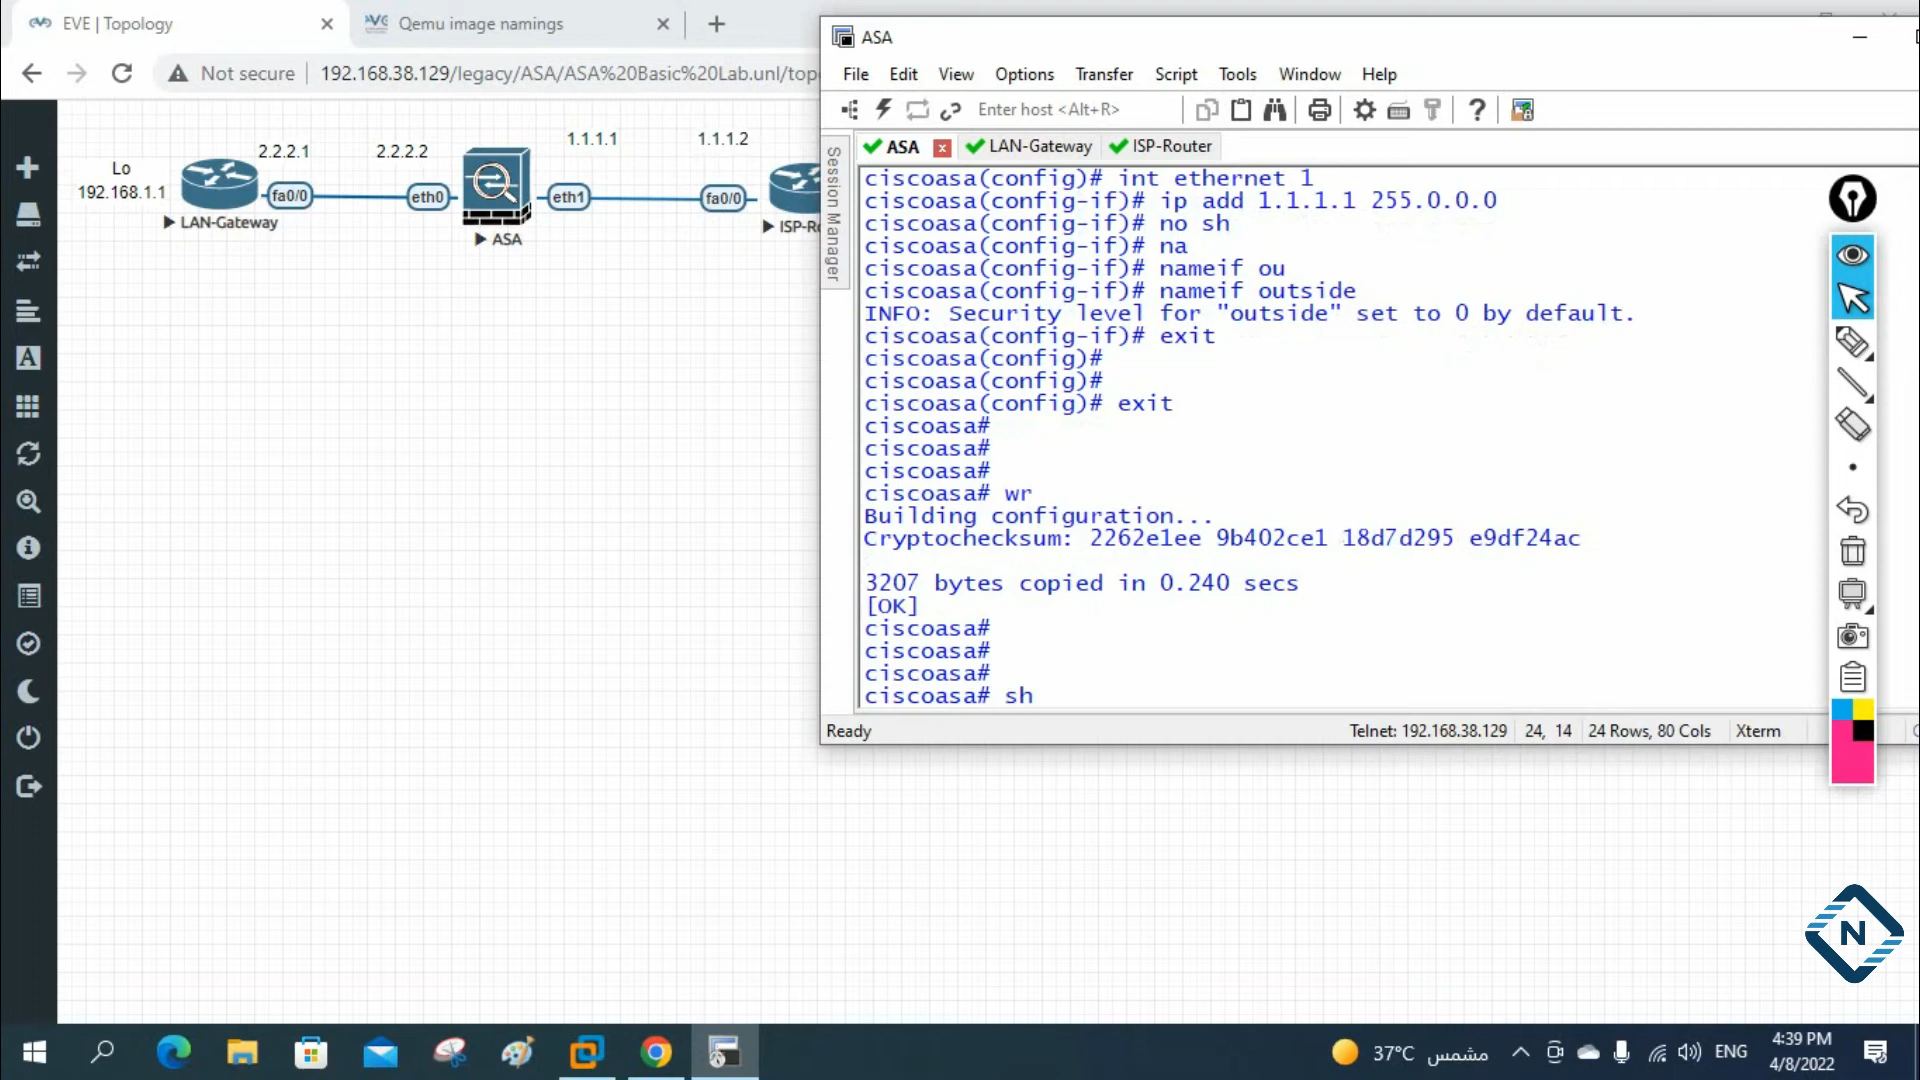 EVE | Topology
Qemu image namings
Not secure
192.168.38.129/legacy/ASA/ASA%20Basic%20Lab.unl/topo
Lo
192.168.1.1
2.2.2.1
2.2.2.2
1.1.1.1
1.1.1.2
fa0/0
eth0
eth1
fa0/0
LAN-Gateway
ASA
ISP-Ro
ASA
File Edit View Options Transfer Script Tools Window Help
Enter host <Alt+R>
Session Manager
ASA
LAN-Gateway
ISP-Router
ciscoasa(config)# int ethernet 1
ciscoasa(config-if)# ip add 1.1.1.1 255.0.0.0
ciscoasa(config-if)# no sh
ciscoasa(config-if)# na
ciscoasa(config-if)# nameif ou
ciscoasa(config-if)# nameif outside
INFO: Security level for "outside" set to 0 by default.
ciscoasa(config-if)# exit
ciscoasa(config)#
ciscoasa(config)#
ciscoasa(config)# exit
ciscoasa#
ciscoasa#
ciscoasa#
ciscoasa# wr
Building configuration...
Cryptochecksum: 2262e1ee 9b402ce1 18d7d295 e9df24ac
3207 bytes copied in 0.240 secs
[OK]
ciscoasa#
ciscoasa#
ciscoasa#
ciscoasa# sh
Ready
Telnet: 192.168.38.129
24, 14
24 Rows, 80 Cols
Xterm
N
37°C مشمس
ENG
4:39 PM
4/8/2022